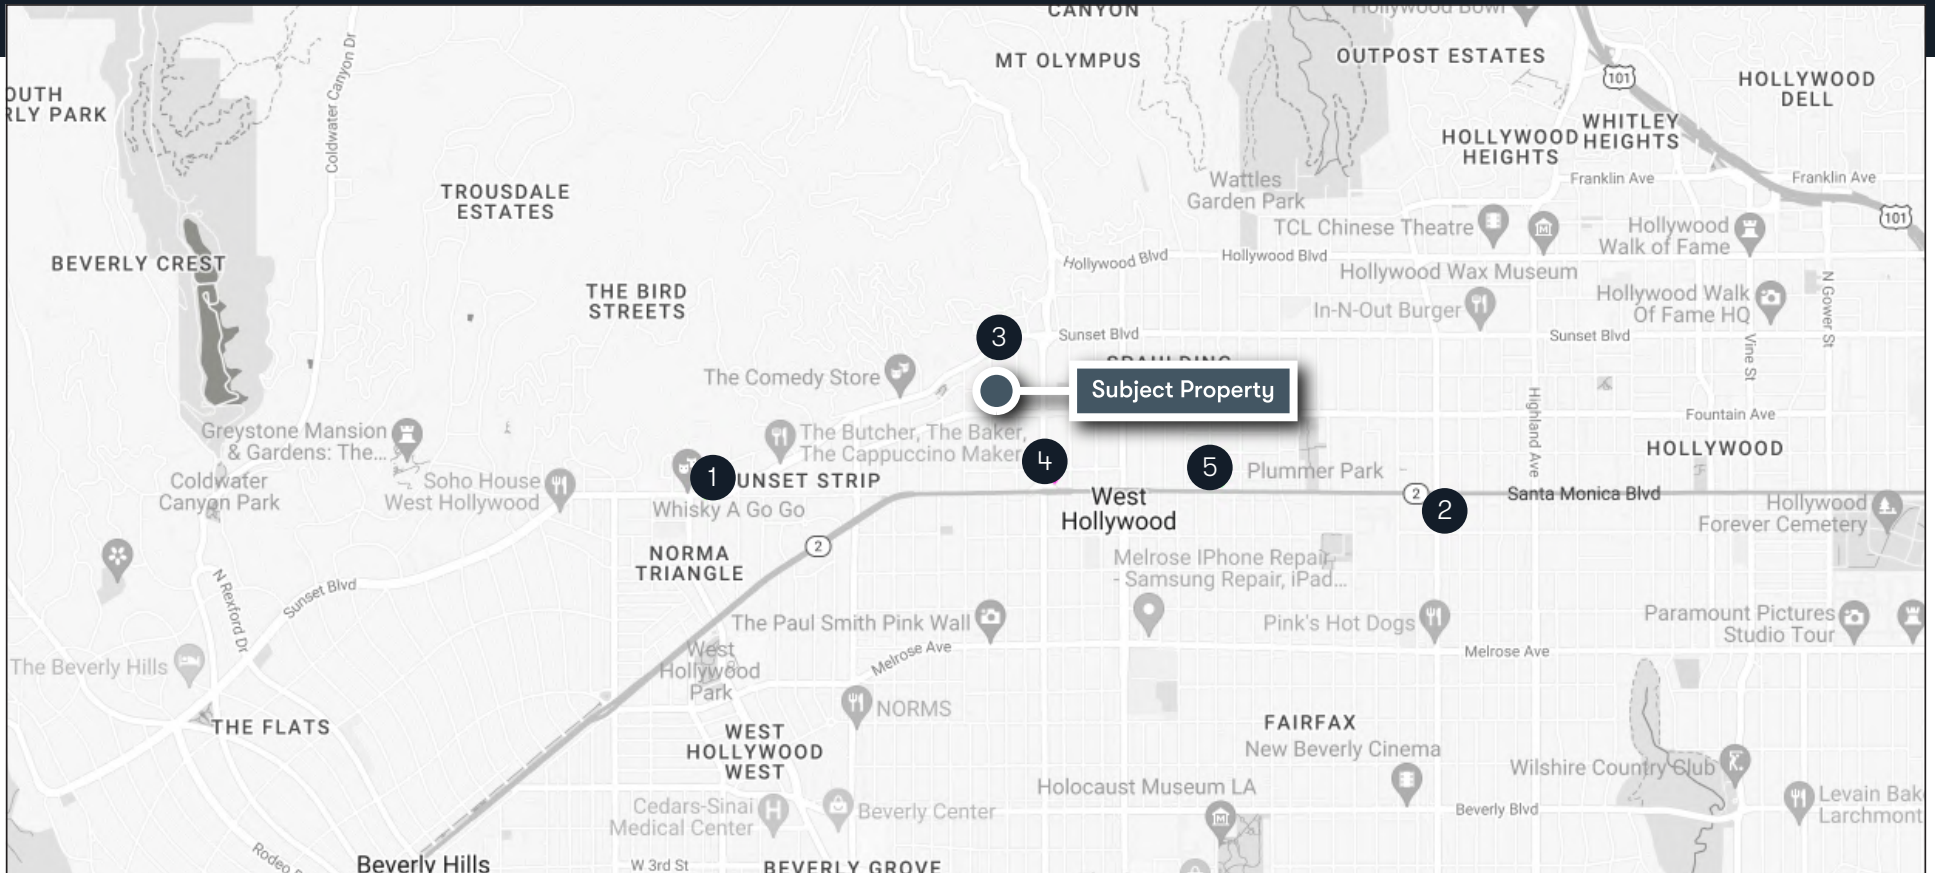 CANYON
Hollywood Bowl
MT OLYMPUS
OUTPOST ESTATES
101
HOLLYWOOD
DELL
OUTH
RLY PARK
Coldwater Canyon Dr
WHITLEY
HEIGHTS
HOLLYWOOD
HEIGHTS
TROUSDALE
ESTATES
Wattles
Garden Park
Franklin Ave
Franklin Ave
101
TCL Chinese Theatre
Hollywood
Walk of Fame
BEVERLY CREST
Hollywood Blvd
Hollywood Blvd
Hollywood Wax Museum
THE BIRD
STREETS
In-N-Out Burger
Hollywood Walk
Of Fame HQ
N Gower St
3
Sunset Blvd
Sunset Blvd
Vine St
SPAULDING
The Comedy Store
Subject Property
Highland Ave
Fountain Ave
Greystone Mansion
& Gardens: The...
The Butcher, The Baker,
The Cappuccino Maker
HOLLYWOOD
4
5
Plummer Park
Coldwater
Canyon Park
Soho House
West Hollywood
1
UNSET STRIP
Whisky A Go Go
West
Hollywood
2
2
Santa Monica Blvd
Hollywood
Forever Cemetery
NORMA
TRIANGLE
2
Melrose IPhone Repair
- Samsung Repair, iPad...
N Rexford Dr
Sunset Blvd
The Paul Smith Pink Wall
Pink's Hot Dogs
Paramount Pictures
Studio Tour
The Beverly Hills
West
Hollywood
Park
Melrose Ave
Melrose Ave
NORMS
THE FLATS
WEST
HOLLYWOOD
WEST
FAIRFAX
New Beverly Cinema
Wilshire Country Club
Holocaust Museum LA
Cedars-Sinai
Medical Center
H
Beverly Center
Beverly Blvd
Levain Bak
Larchmont
Rodeo
Beverly Hills
W 3rd St
BEVERLY GROVE